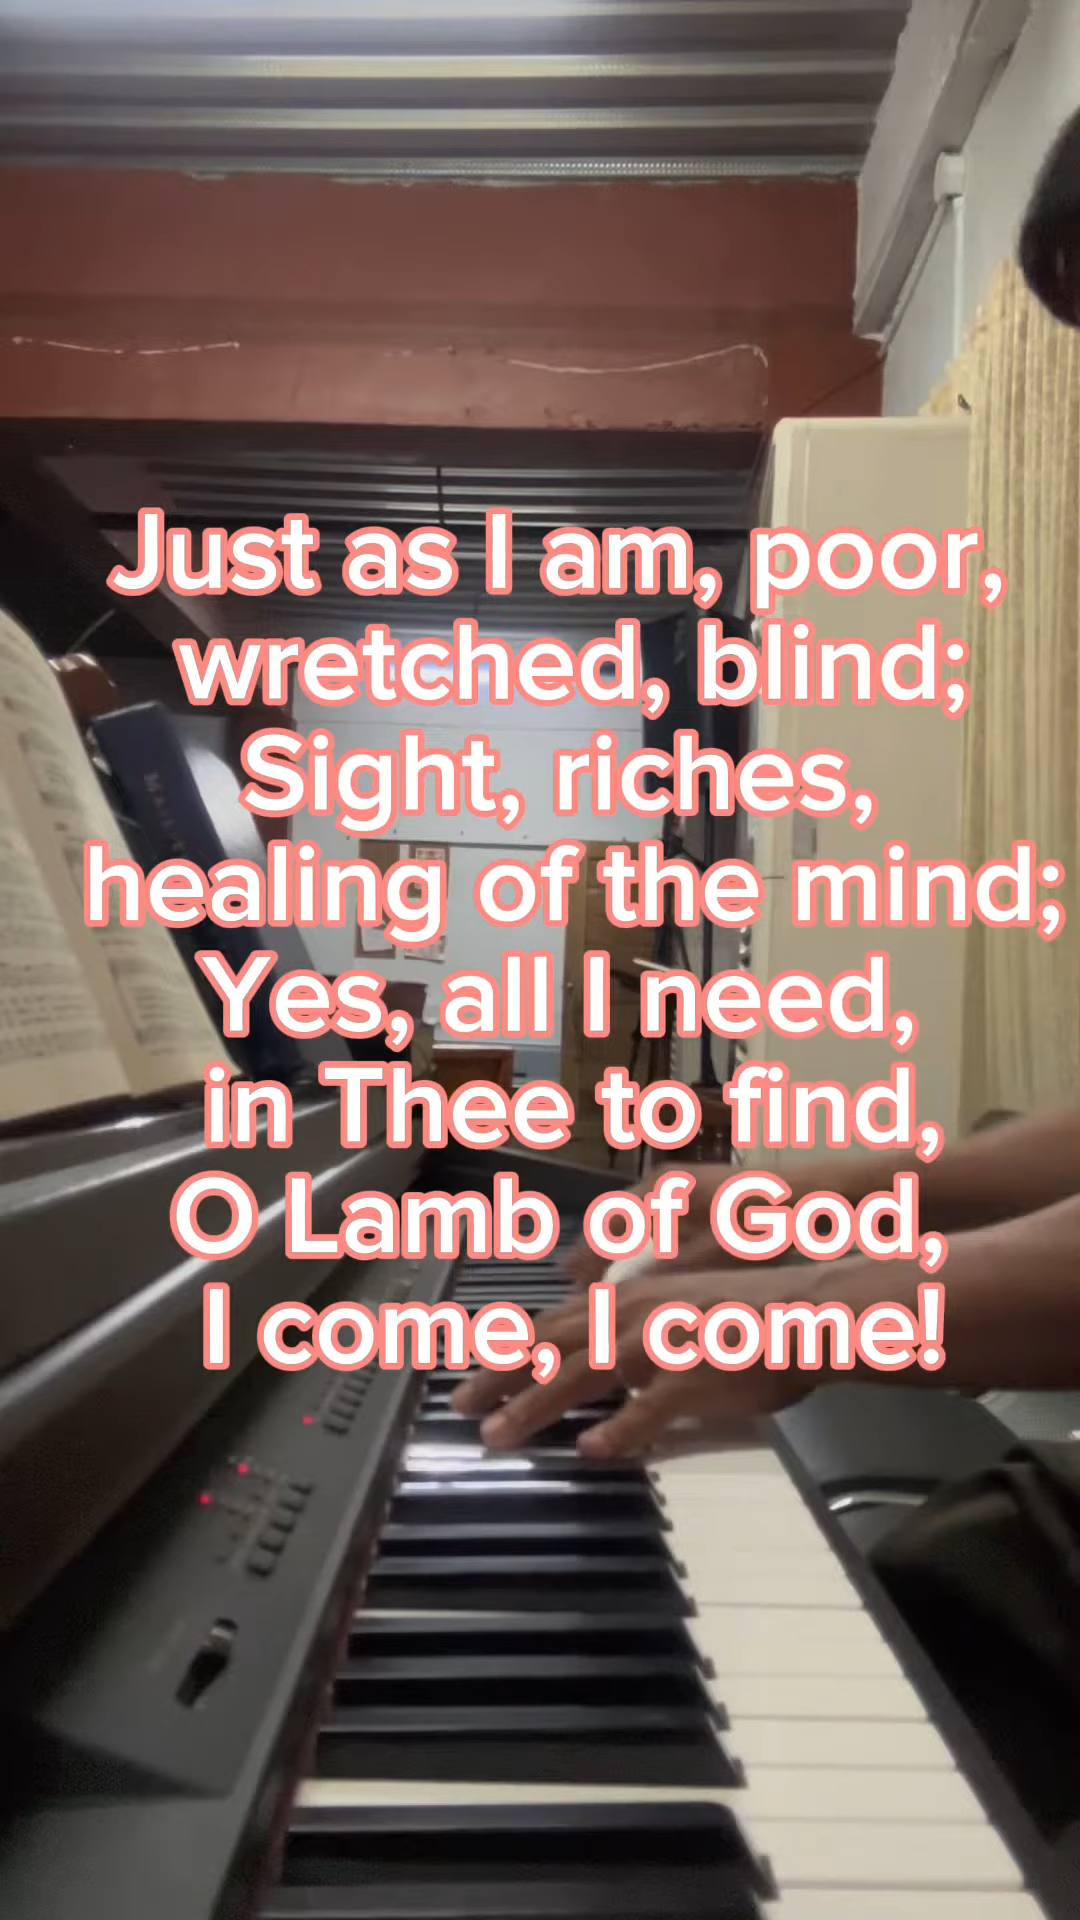 Just as I am, poor,
wretched, blind;
Sight, riches,
healing of the mind;
Yes, all I need,
in Thee to find,
O Lamb of God,
I come, I come!